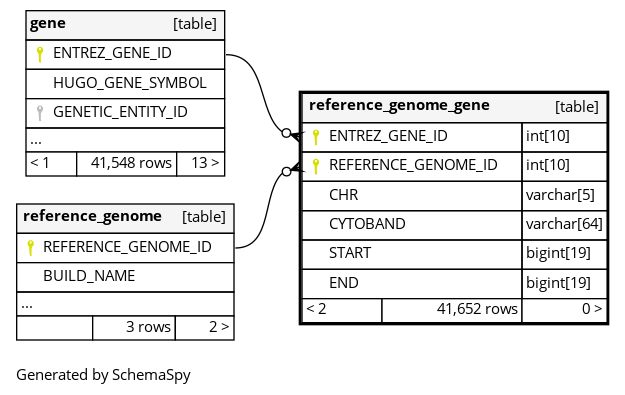 gene [table]
ENTREZ_GENE_ID
HUGO_GENE_SYMBOL
GENETIC_ENTITY_ID
...
< 1 41,548 rows 13 >
reference_genome [table]
REFERENCE_GENOME_ID
BUILD_NAME
...
3 rows 2 >
reference_genome_gene [table]
ENTREZ_GENE_ID int[10]
REFERENCE_GENOME_ID int[10]
CHR varchar[5]
CYTOBAND varchar[64]
START bigint[19]
END bigint[19]
< 2 41,652 rows 0 >
Generated by SchemaSpy